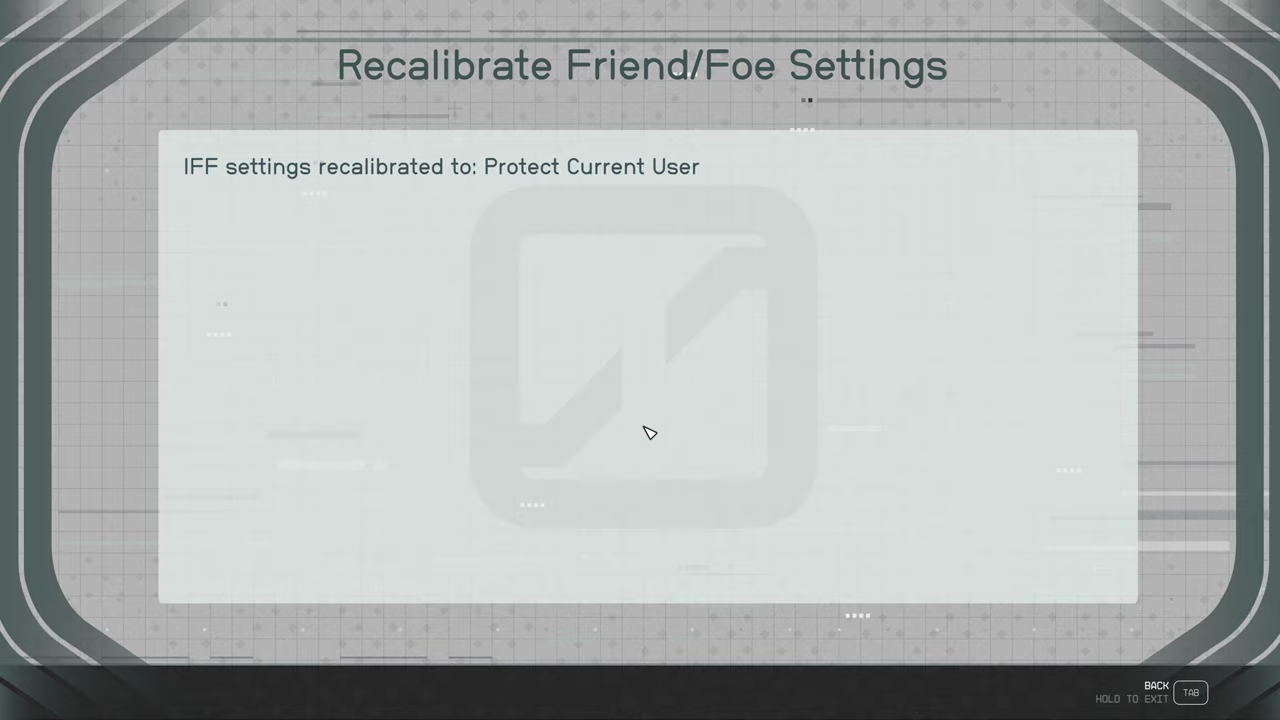 Recalibrate Friend/Foe Settings
IFF settings recalibrated to: Protect Current User
BACK
HOLD TO EXIT
TAB